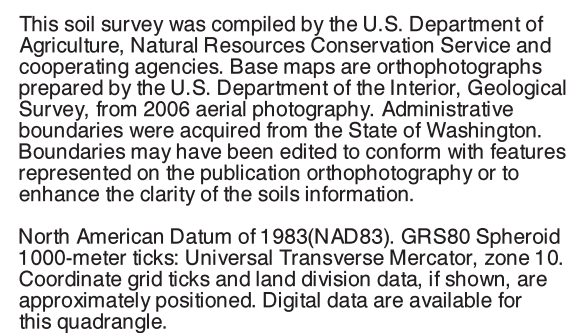 This soil survey was compiled by the U.S. Department of
Agriculture, Natural Resources Conservation Service and
cooperating agencies. Base maps are orthophotographs
prepared by the U.S. Department of the Interior, Geological
Survey, from 2006 aerial photography. Administrative
boundaries were acquired from the State of Washington.
Boundaries may have been edited to conform with features
represented on the publication orthophotography or to
enhance the clarity of the soils information.

North American Datum of 1983(NAD83). GRS80 Spheroid
1000-meter ticks: Universal Transverse Mercator, zone 10.
Coordinate grid ticks and land division data, if shown, are
approximately positioned. Digital data are available for
this quadrangle.